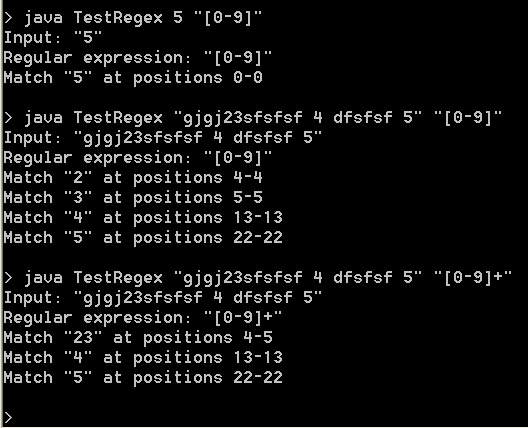 > java TestRegex 5 "[0-9]"
Input: "5"
Regular expression: "[0-9]"
Match "5" at positions 0-0
> java TestRegex "gjgj23sfsfsf 4 dfsfsf 5" "[0-9]"
Input: "gjgj23sfsfsf 4 dfsfsf 5"
Regular expression: "[0-9]"
Match "2" at positions 4-4
Match "3" at positions 5-5
Match "4" at positions 13-13
Match "5" at positions 22-22
> java TestRegex "gjgj23sfsfsf 4 dfsfsf 5" "[0-9]+"
Input: "gjgj23sfsfsf 4 dfsfsf 5"
Regular expression: "[0-9]+"
Match "23" at positions 4-5
Match "4" at positions 13-13
Match "5" at positions 22-22
>